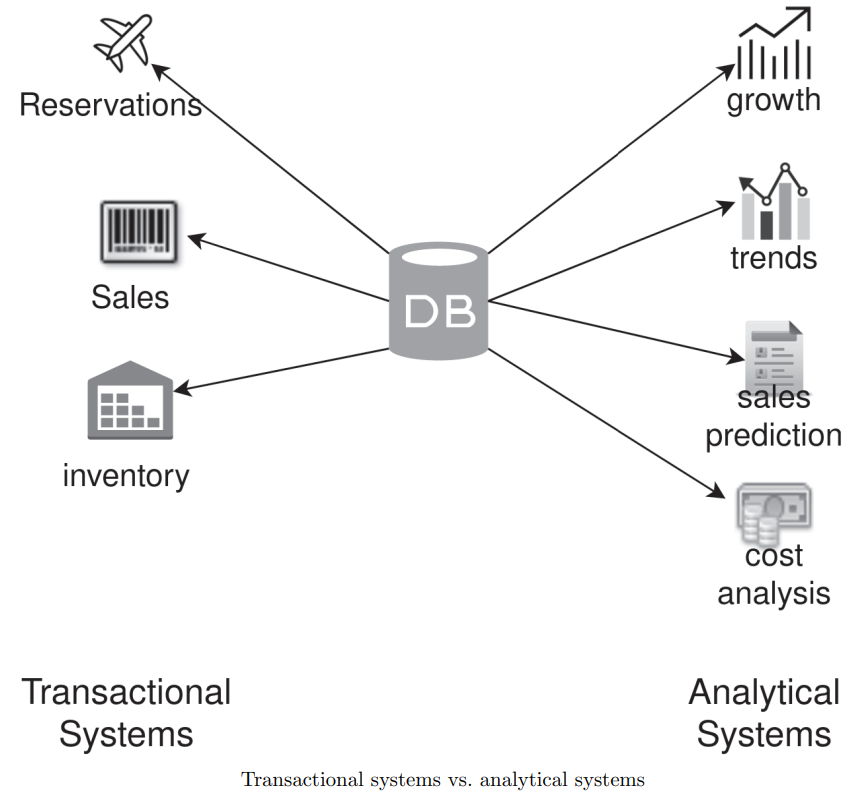 Reservations
growth
trends
Sales
DB
sales
prediction
inventory
cost
analysis
Transactional
Systems
Analytical
Systems
Transactional systems vs. analytical systems